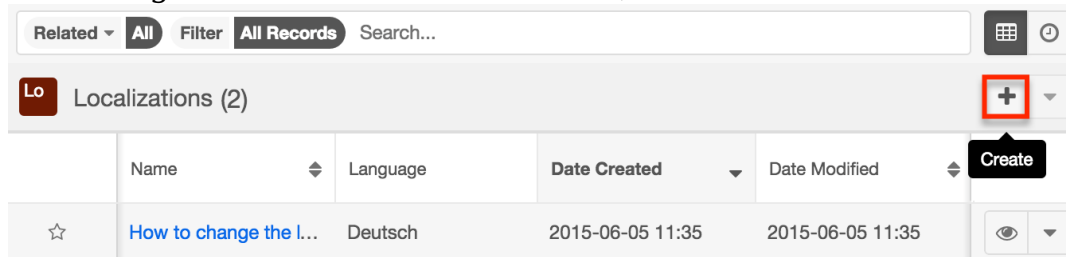 Related All Filter All Records Search...
Lo Localizations (2)
Create
Name Language Date Created Date Modified
How to change the l... Deutsch 2015-06-05 11:35 2015-06-05 11:35